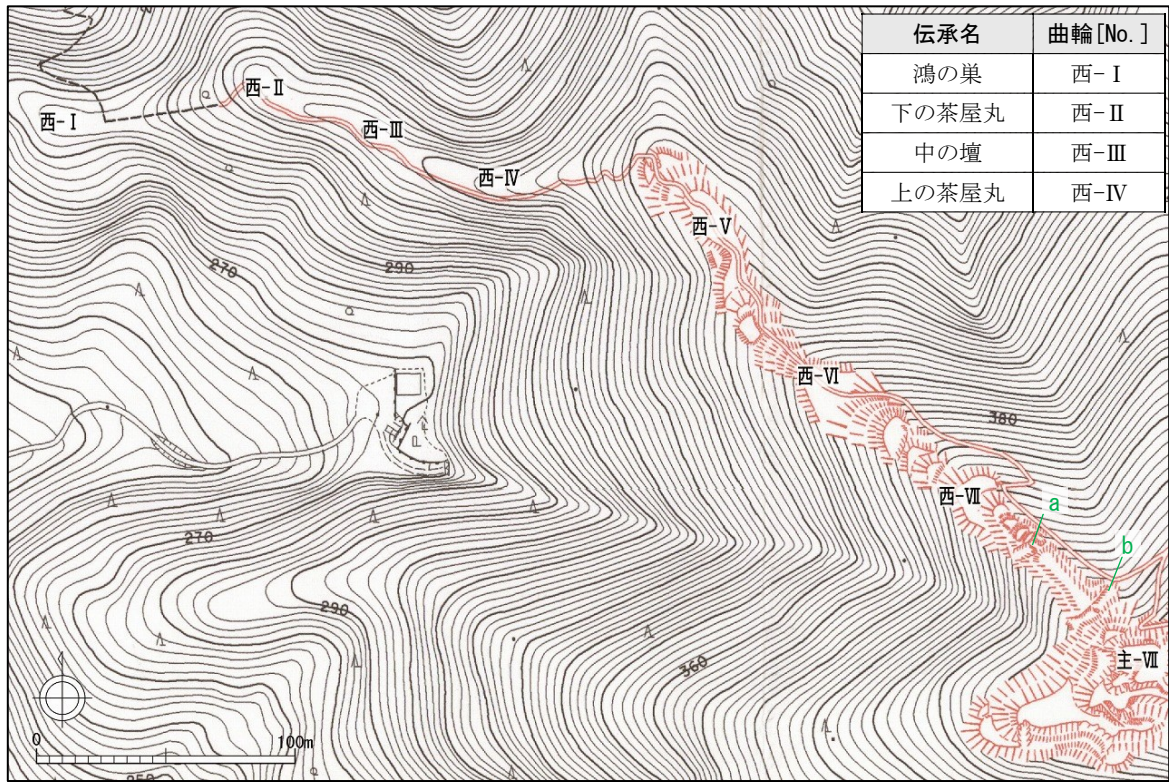 伝承名 曲輪[No.]
鴻の巣 西-Ⅰ
下の茶屋丸 西-Ⅱ
中の壇 西-Ⅲ
上の茶屋丸 西-Ⅳ
西-Ⅰ
西-Ⅱ
西-Ⅲ
西-Ⅳ
西-Ⅴ
270
290
西-Ⅵ
380
西-Ⅶ
a
270
b
290
360
主-Ⅶ
0 100m
250